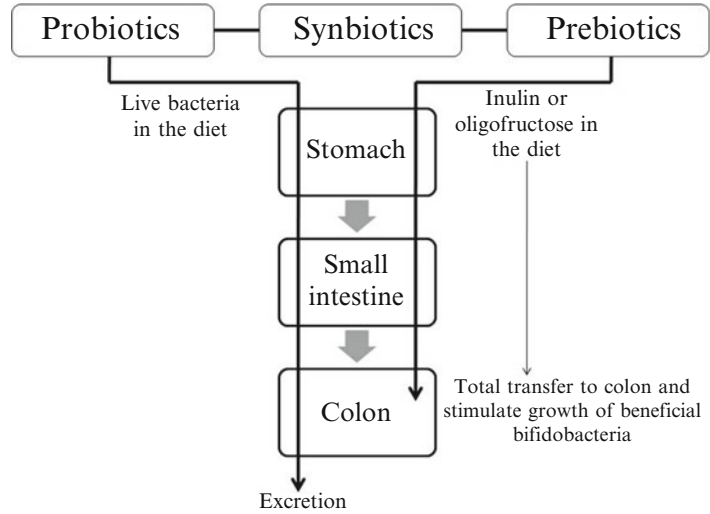 Probiotics
Synbiotics
Prebiotics
Live bacteria
in the diet
Inulin or
oligofructose in
the diet
Stomach
Small
intestine
Colon
Total transfer to colon and
stimulate growth of beneficial
bifidobacteria
Excretion